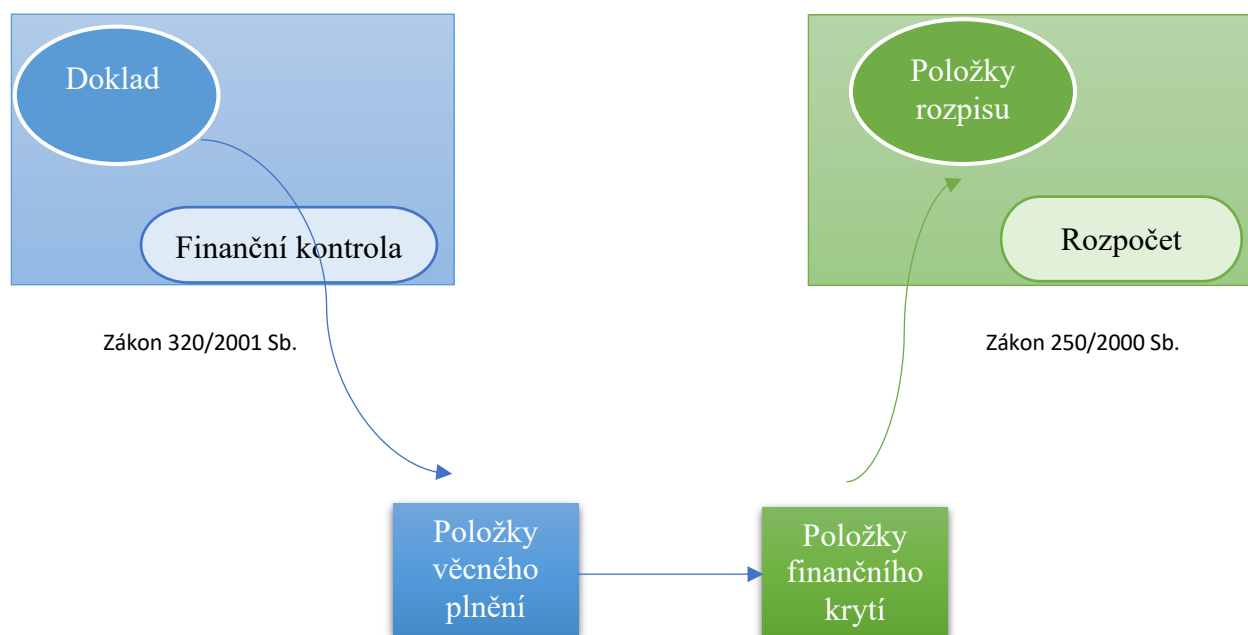 Doklad
Finanční kontrola
Zákon 320/2001 Sb.
Položky
rozpisu
Rozpočet
Zákon 250/2000 Sb.
Položky
věcného
plnění
Položky
finančního
krytí